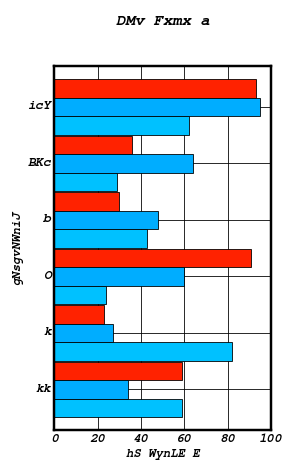 DMv Fxmx a
icY
BKc
b
O
k
kk
gNsgvNWniJ
0 20 40 60 80 100
hS WynLE E